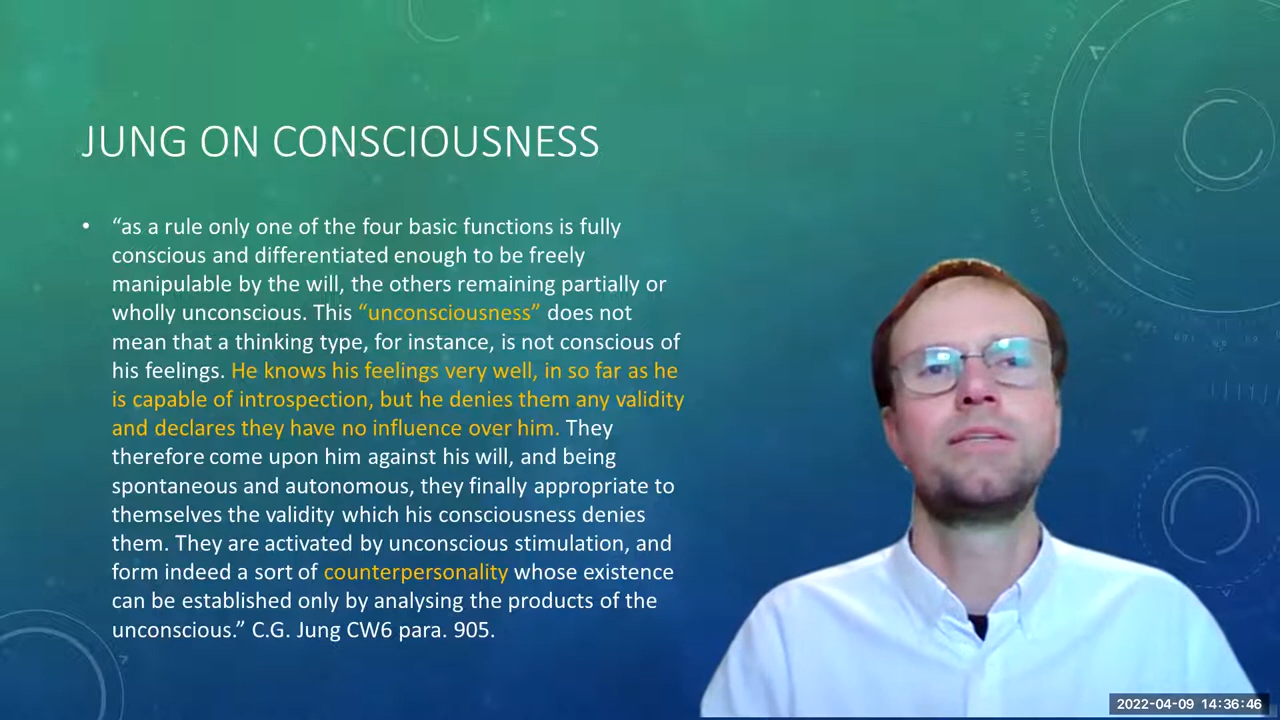 JUNG ON CONSCIOUSNESS
• “as a rule only one of the four basic functions is fully
conscious and differentiated enough to be freely
manipulable by the will, the others remaining partially or
wholly unconscious. This “unconsciousness” does not
mean that a thinking type, for instance, is not conscious of
his feelings. He knows his feelings very well, in so far as he
is capable of introspection, but he denies them any validity
and declares they have no influence over him. They
therefore come upon him against his will, and being
spontaneous and autonomous, they finally appropriate to
themselves the validity which his consciousness denies
them. They are activated by unconscious stimulation, and
form indeed a sort of counterpersonality whose existence
can be established only by analysing the products of the
unconscious.” C.G. Jung CW6 para. 905.
2022-04-09 14:36:46